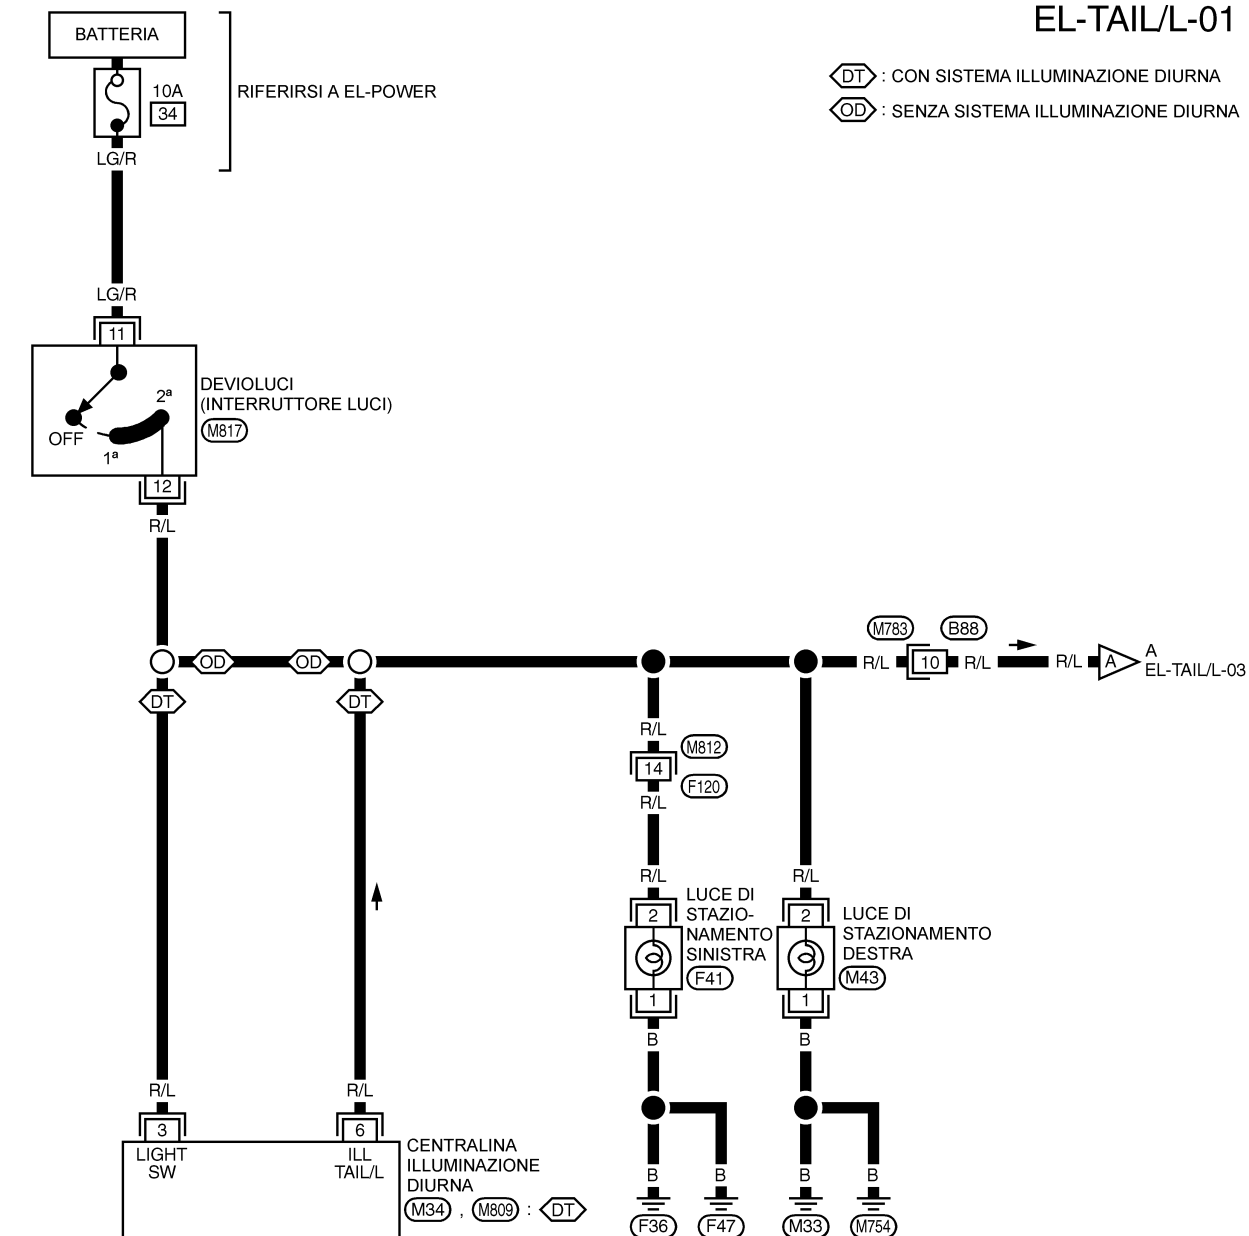 EL-TAIL/L-01
BATTERIA
10A
34
RIFERIRSI A EL-POWER
DT : CON SISTEMA ILLUMINAZIONE DIURNA
OD : SENZA SISTEMA ILLUMINAZIONE DIURNA
LG/R
LG/R
11
DEVIOLUCI
(INTERRUTTORE LUCI)
M817
2ª
OFF
1ª
12
R/L
OD
OD
DT
DT
M783
B88
R/L
10
R/L
R/L
A
A
EL-TAIL/L-03
R/L
M812
14
F120
R/L
R/L
R/L
2
LUCE DI
STAZIO-
NAMENTO
SINISTRA
F41
1
2
LUCE DI
STAZIONAMENTO
DESTRA
M43
1
B
B
R/L
R/L
3
6
LIGHT
SW
ILL
TAIL/L
CENTRALINA
ILLUMINAZIONE
DIURNA
M34 , M809 : DT
B
B
B
B
F36
F47
M33
M754